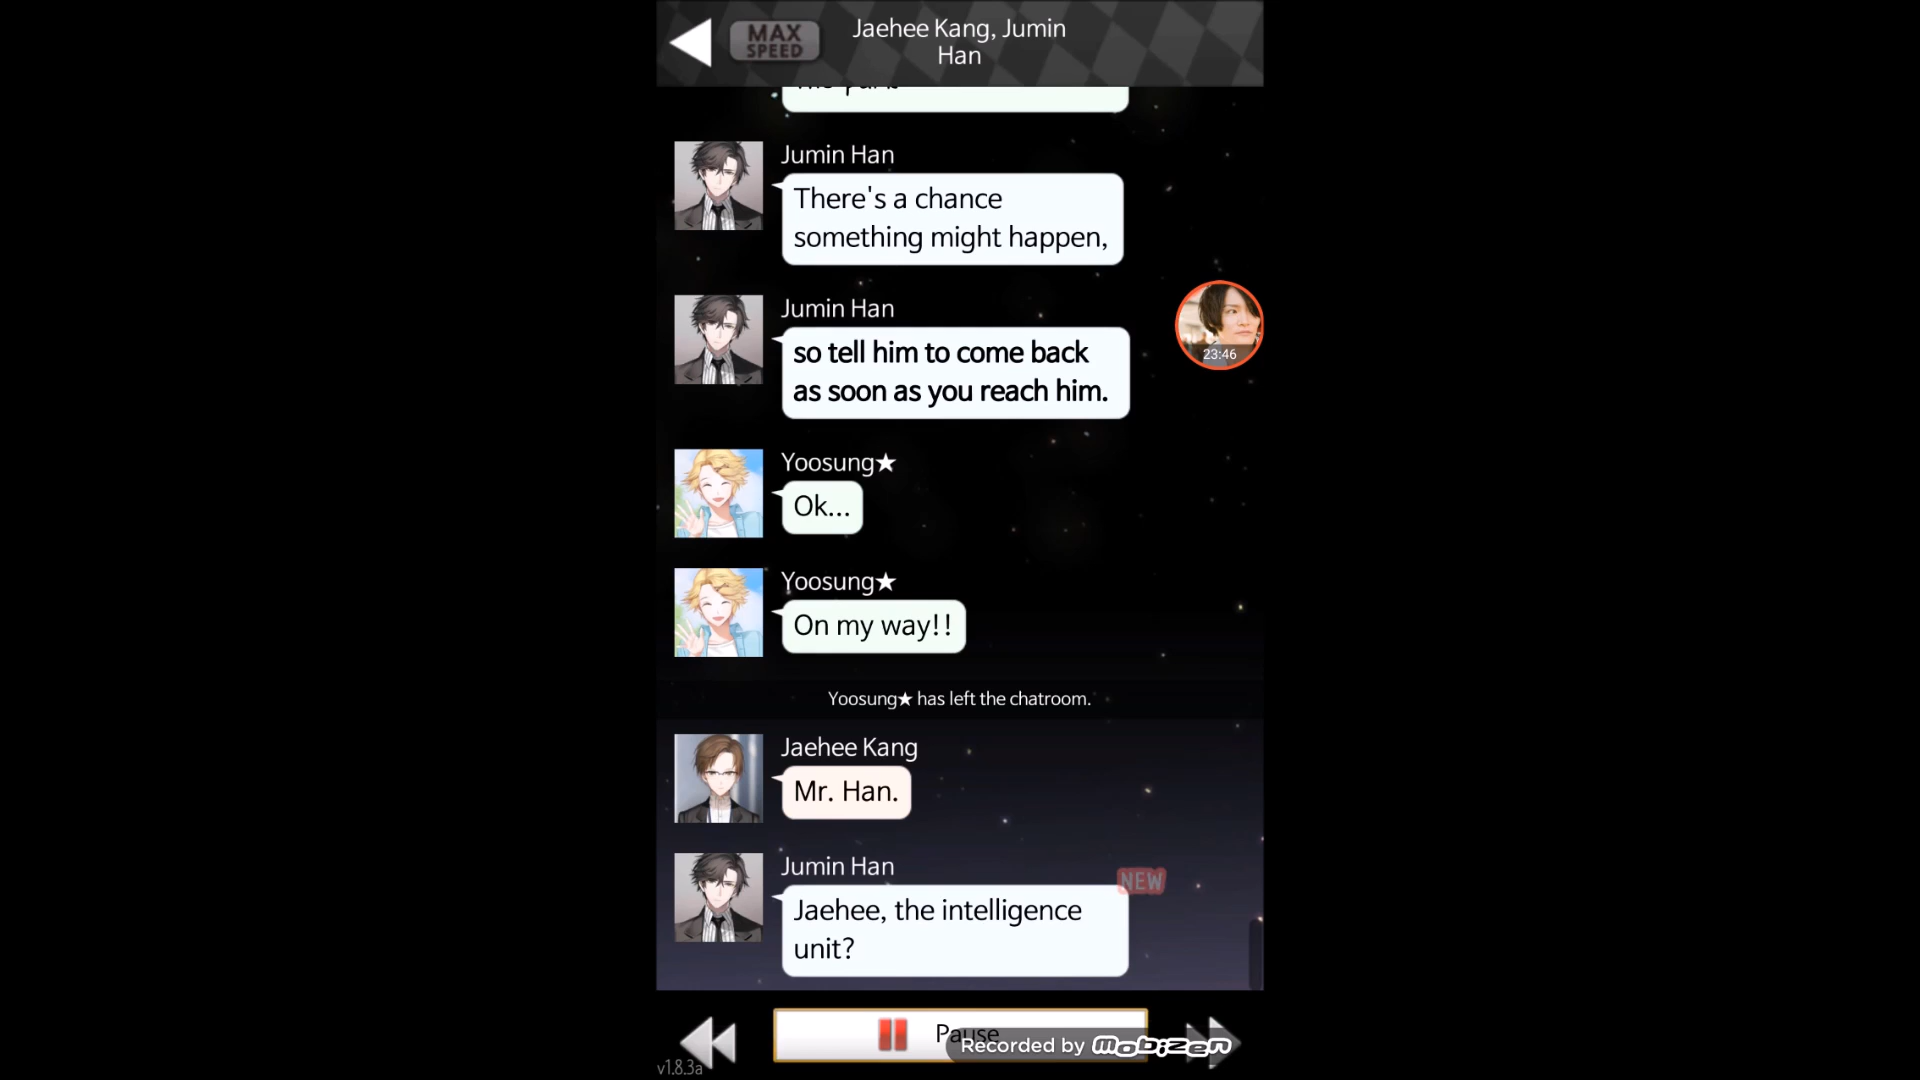 MAX
SPEED
Jaehee Kang, Jumin
Han
Jumin Han
There's a chance
something might happen,
Jumin Han
so tell him to come back
as soon as you reach him.
23:46
Yoosung★
Ok...
Yoosung★
On my way!!
Yoosung★ has left the chatroom.
Jaehee Kang
Mr. Han.
Jumin Han
NEW
Jaehee, the intelligence
unit?
Pause
Recorded by Mobizen
v1.8.3a